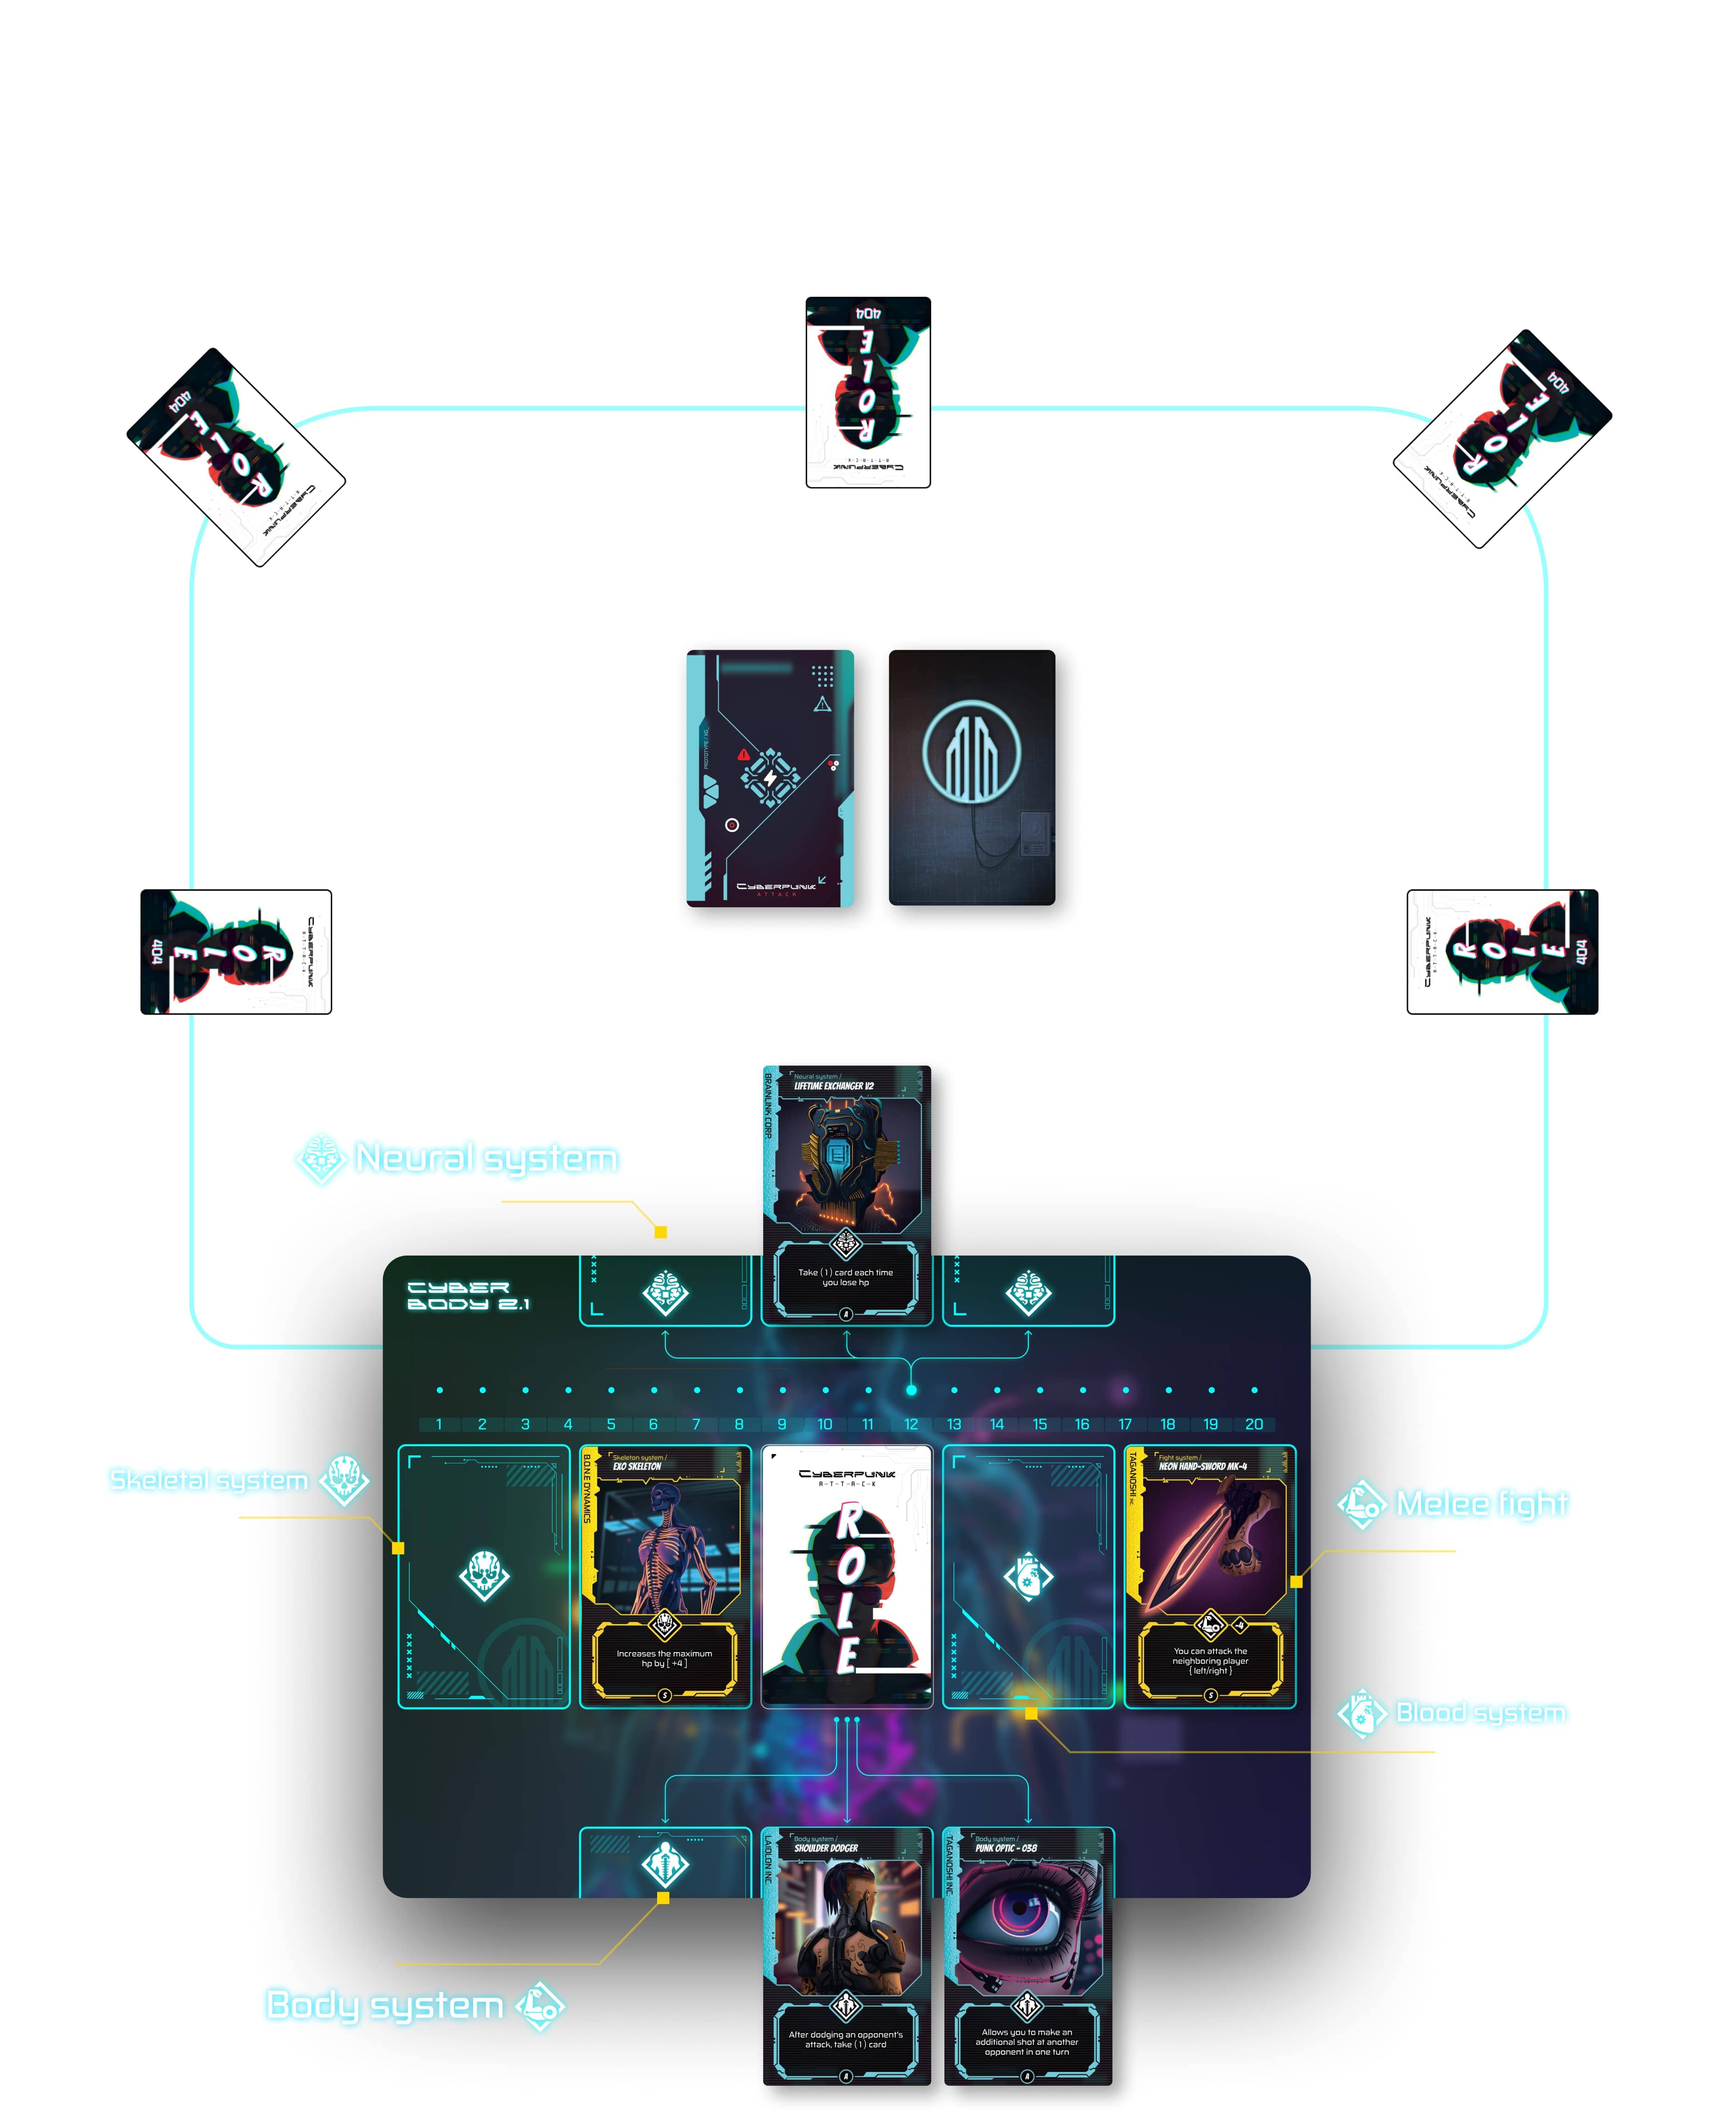 404
ROLE
CYBERPUNK
A-T-T-A-C-K
404
ROLE
CYBERPUNK
A-T-T-A-C-K
404
ROLE
CYBERPUNK
A-T-T-A-C-K
CYBERPUNK
ATTACK
404
ROLE
CYBERPUNK
A-T-T-A-C-K
404
ROLE
CYBERPUNK
A-T-T-A-C-K
BRAINLINK CORP.
Neural system /
LIFETIME EXCHANGER V2
Take (1) card each time
you lose hp
A
Neural system
CYBER
BODY 2.1
1 2 3 4 5 6 7 8 9 10 11 12 13 14 15 16 17 18 19 20
Skeletal system
B.O.N.E DYNAMICS
Skeleton system /
EXO SKELETON
Increases the maximum
hp by [ +4 ]
S
CYBERPUNK
A-T-T-A-C-K
ROLE
TAGANOSHI INC.
Fight system /
NEON HAND-SWORD MK-4
-4
You can attack the
neighboring player
{ left/right }
S
Melee fight
Blood system
Body system
LAIOLON INC.
Body system /
SHOULDER DODGER
After dodging an opponent's
attack, take (1) card
A
TAGANOSHI INC.
Body system /
PUNK OPTIC - 038
Allows you to make an
additional shot at another
opponent in one turn
A